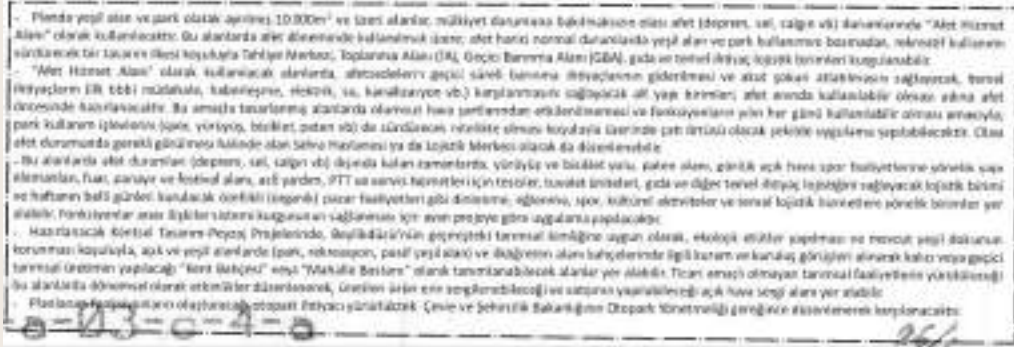 - Planda yeşil alan ve park olarak ayrılmış 10.000m² ve üzeri alanlar, mülkiyet durumuna bakılmaksızın olası afet (deprem, sel, salgın vb) durumlarında "Afet Hizmet
Alanı" olarak kullanılacaktır. Bu alanlarda afet döneminde kullanılmak üzere; afet harici normal durumlarda yeşil alan ve park kullanımını bozmadan, rekreatif kullanımı
sürdürecek bir tasarım ilkesi koşuluyla Tahliye Merkezi, Toplanma Alanı (TA), Geçici Barınma Alanı (GBA), gıda ve temel ihtiyaç lojistik birimleri kurgulanabilir.
- "Afet Hizmet Alanı" olarak kullanılacak alanlarda, afetzedelerin geçici süreli barınma ihtiyaçlarının giderilmesi ve akut şokun atlatılmasını sağlayacak, temel
ihtiyaçların (ilk tıbbi müdahale, haberleşme, elektrik, su, kanalizasyon vb.) karşılanmasını sağlayacak alt yapı birimleri, afet anında kullanılabilir olması adına afet
öncesinde hazırlanacaktır. Bu amaçla tasarlanmış alanlarda olumsuz hava şartlarından etkilenilmemesi ve fonksiyonların yılın her günü kullanılabilir olması amacıyla,
park kullanım işlevlerini (spor, yürüyüş, bisiklet, paten vb) de sürdürecek nitelikte olması koşuluyla üzerinde çatı örtüsü olacak şekilde uygulama yapılabilecektir. Olası
afet durumunda gerekli görülmesi halinde alan Sahra Hastanesi ya da Lojistik Merkezi olarak da düzenlenebilir.
- Bu alanlarda afet durumları (deprem, sel, salgın vb) dışında kalan zamanlarda, yürüyüş ve bisiklet yolu, paten alanı, günlük açık hava spor faaliyetlerine yönelik yapı
elemanları, fuar, panayır ve festival alanı, acil yardım, PTT ve servis hizmetleri için tesisler, tuvalet üniteleri, gıda ve diğer temel ihtiyaç lojistiğini sağlayacak lojistik birimi
ve haftanın belli günleri kurulacak özellikli (organik) pazar faaliyetleri gibi dinlenme, eğlenme, spor, kültürel aktiviteler ve temel lojistik hizmetlere yönelik birimler yer
alabilir. Fonksiyonlar arası ilişkiler sistemi kurgusunun sağlanması için avan projeye göre uygulama yapılacaktır.
- Hazırlanacak Kentsel Tasarım-Peyzaj Projelerinde, Beylikdüzü'nün geçmişteki tarımsal kimliğine uygun olarak, ekolojik etütler yapılması ve mevcut yeşil dokunun
korunması koşuluyla, açık ve yeşil alanlarda (park, rekreasyon, pasif yeşil alan) ve ilköğretim alanı bahçelerinde ilgili kurum ve kuruluş görüşleri alınarak kalıcı veya geçici
tarımsal üretimin yapılacağı "Kent Bahçesi" veya "Mahalle Bostanı" olarak tanımlanabilecek alanlar yer alabilir. Ticari amaçlı olmayan tarımsal faaliyetlerin yürütüleceği
bu alanlarda dönemsel olarak etkinlikler düzenlenerek, üretilen ürünlerin sergilenebileceği ve satışının yapılabileceği açık hava sergi alanı yer alabilir.
- Planlanan fonksiyonların oluşturacağı otopark ihtiyacı yürürlükteki Çevre ve Şehircilik Bakanlığının Otopark Yönetmeliği gereğince düzenlenerek karşılanacaktır.
a-03-c-4-a